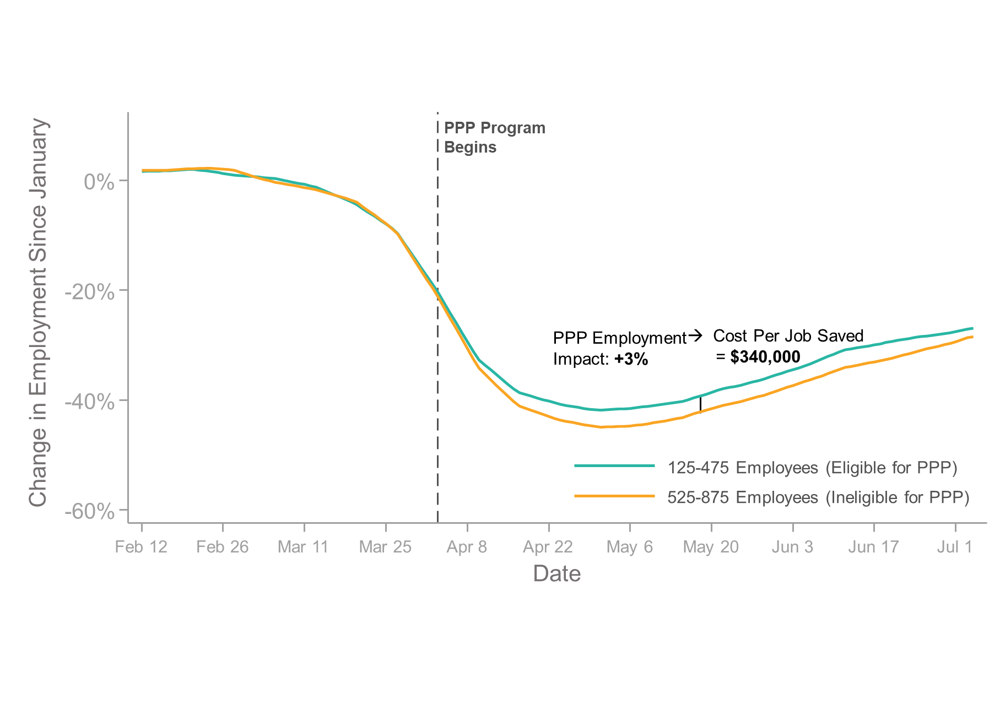 Change in Employment Since January
0%
-20%
-40%
-60%
PPP Program
Begins
PPP Employment→ Cost Per Job Saved
Impact: +3% = $340,000
125-475 Employees (Eligible for PPP)
525-875 Employees (Ineligible for PPP)
Feb 12 Feb 26 Mar 11 Mar 25 Apr 8 Apr 22 May 6 May 20 Jun 3 Jun 17 Jul 1
Date